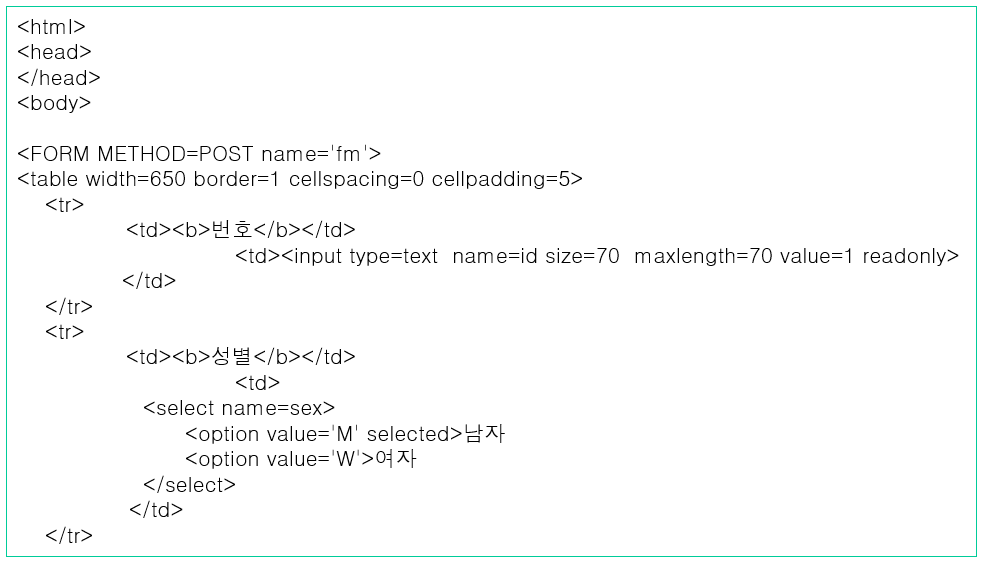 <html>
<head>
</head>
<body>
<FORM METHOD=POST name='fm'>
<table width=650 border=1 cellspacing=0 cellpadding=5>
<tr>
<td><b>번호</b></td>
<td><input type=text  name=id size=70  maxlength=70 value=1 readonly>
</td>
</tr>
<tr>
<td><b>성별</b></td>
<td>
<select name=sex>
<option value='M' selected>남자
<option value='W'>여자
</select>
</td>
</tr>